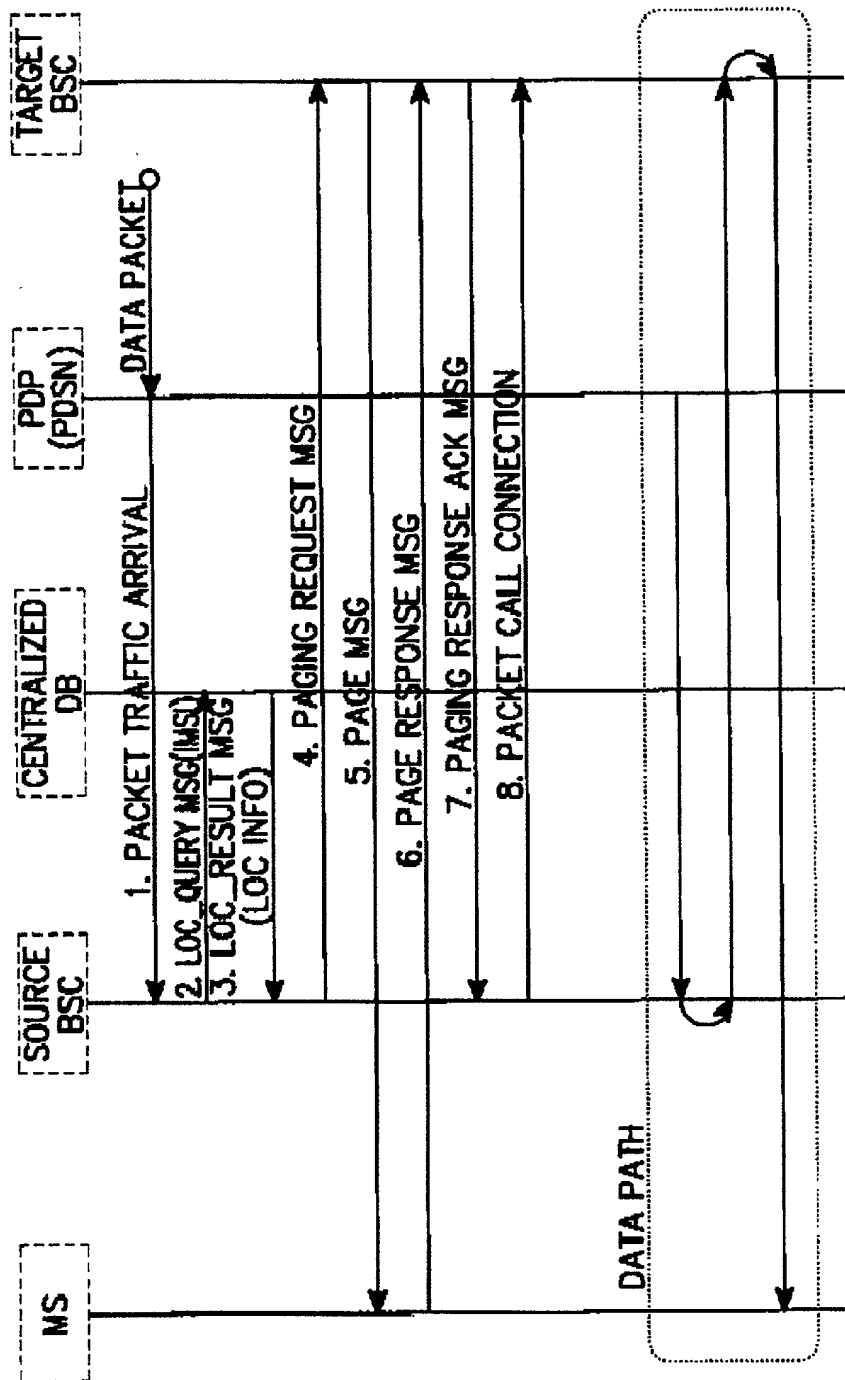 MS
SOURCE
BSC
CENTRALIZED
DB
PDP
(PDSN)
TARGET
BSC
DATA PACKET
1. PACKET TRAFFIC ARRIVAL
2. LOC_QUERY MSG(IMSI)
3. LOC_RESULT MSG
(LOC INFO)
4. PAGING REQUEST MSG
5. PAGE MSG
6. PAGE RESPONSE MSG
7. PAGING RESPONSE ACK MSG
8. PACKET CALL CONNECTION
DATA PATH